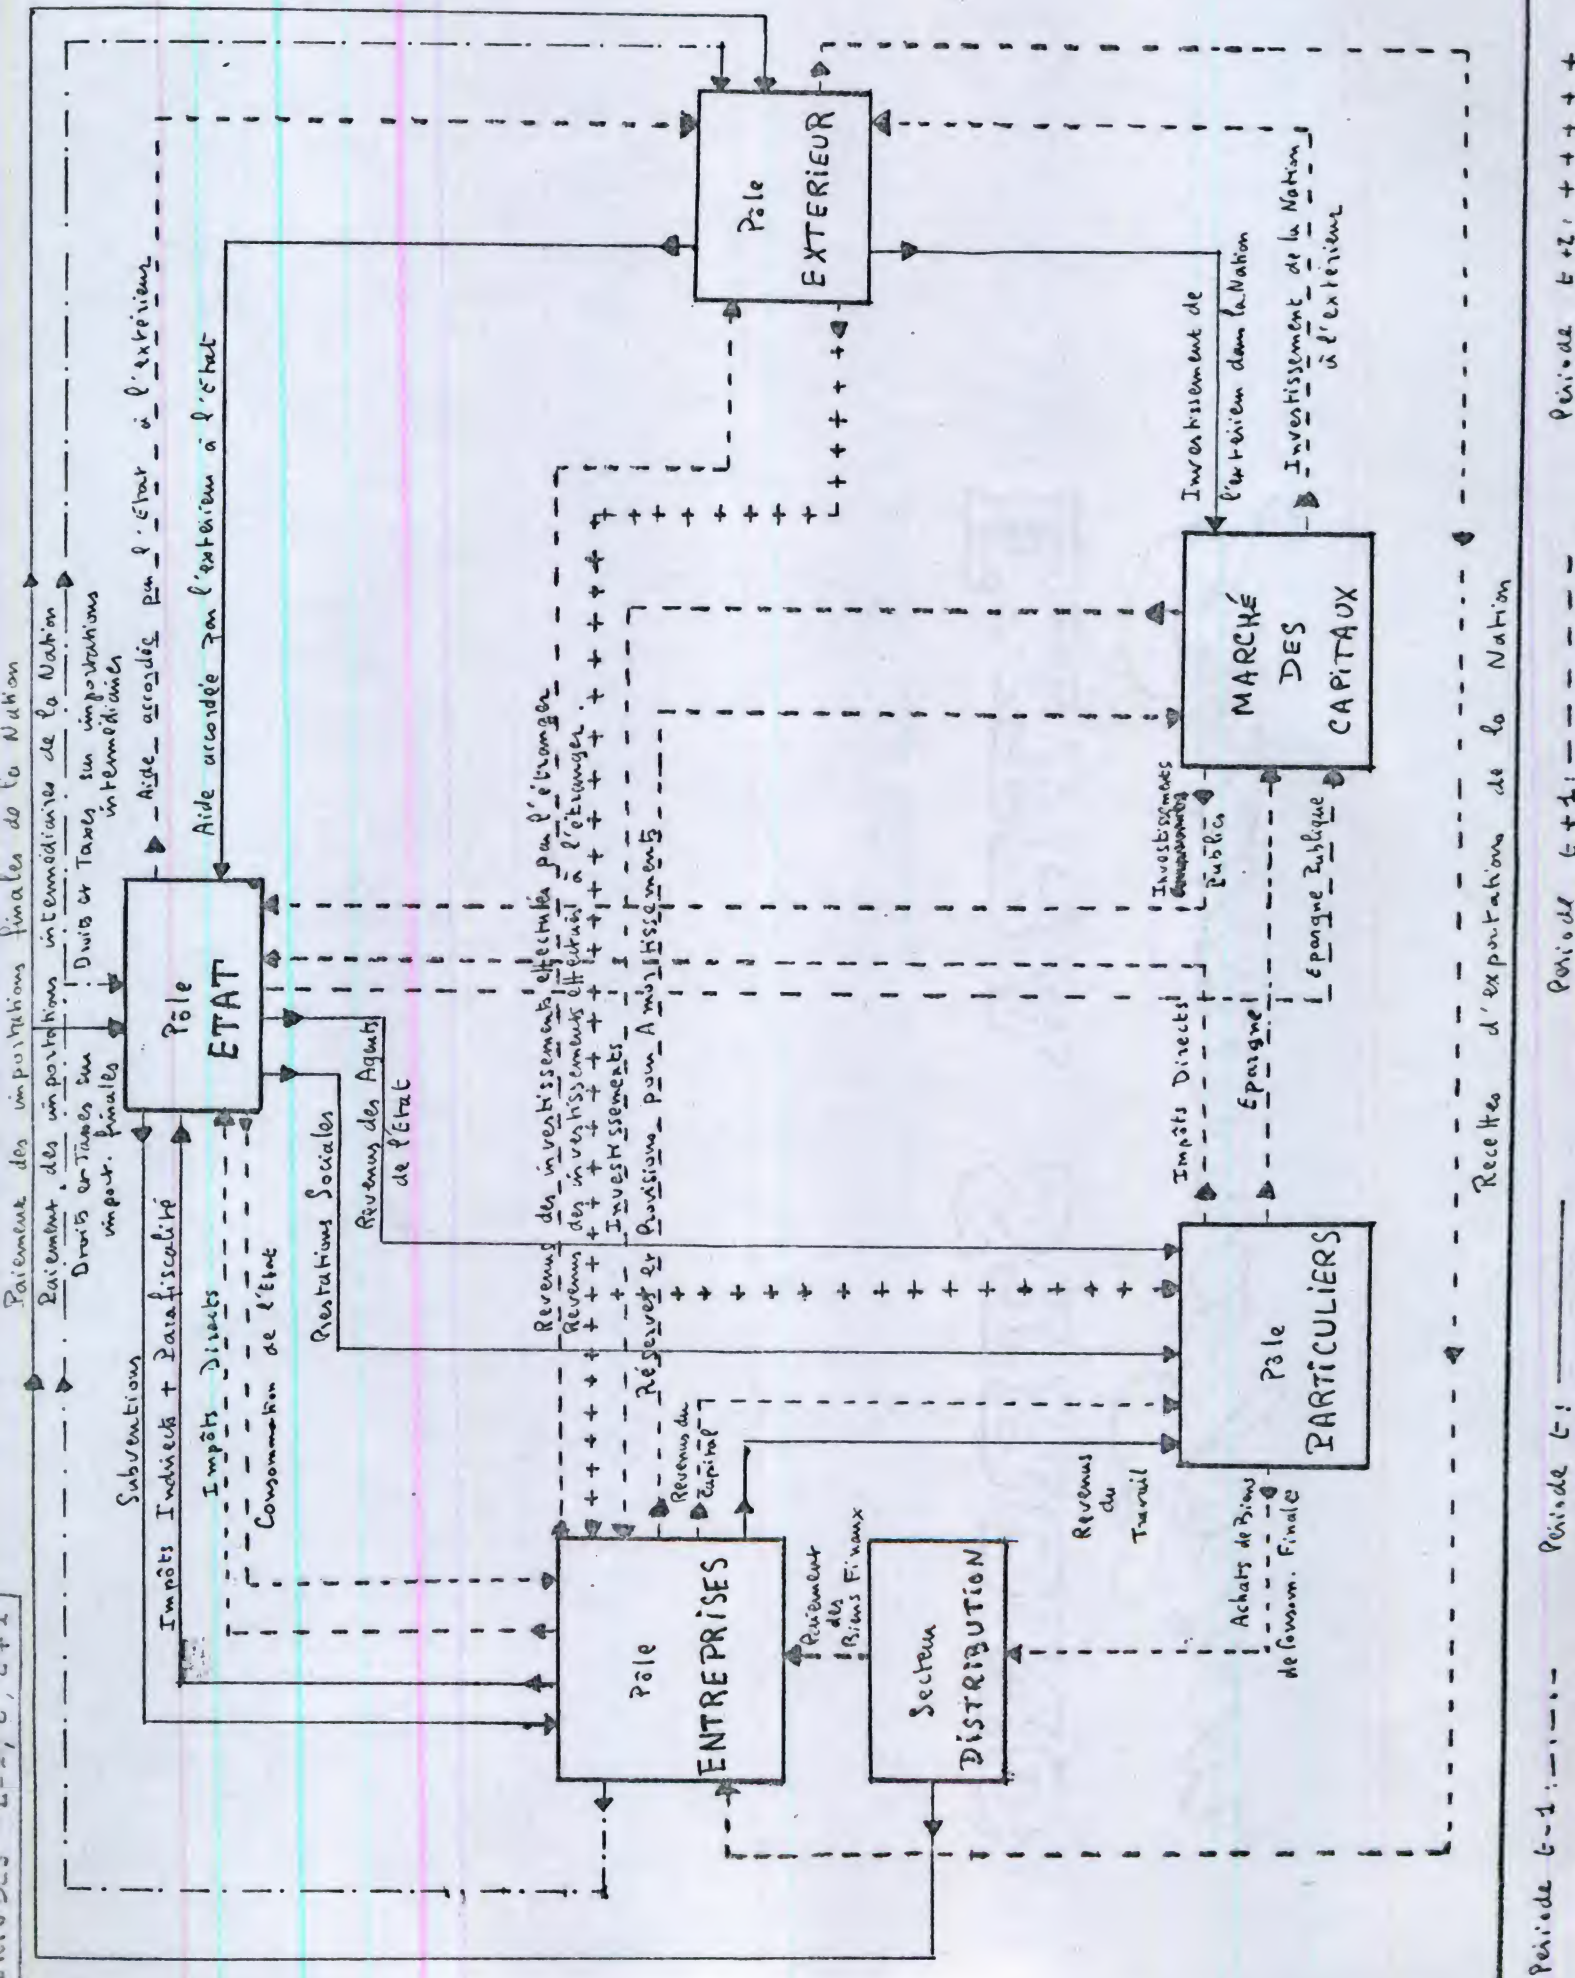 Paiement des importations finales de la Nation
Paiement des importations intermédiaires de la Nation
Droits et Taxes sur
import. finales
Droits et Taxes sur importations
intermédiaires
Aide accordée par l'Etat à l'extérieur
Aide accordée par l'extérieur à l'Etat
Pôle
ETAT
Subventions
Impôts Indirects + Parafiscalité
Impôts Directs
Consommation de l'Etat
Prestations Sociales
Revenus des Agents
de l'Etat
Pôle
EXTERIEUR
Revenus des investissements effectués par l'étranger
Revenus des investissements effectués à l'étranger
Investissements
Réserves et Provisions pour Amortissements
Revenus du
Capital
Pôle
ENTREPRISES
Paiement
des
Biens Finaux
Secteur
DISTRIBUTION
Revenus
du
Travail
Achats de Biens
de Consom. Finale
Pôle
PARTICULIERS
Impôts Directs
Epargne
Epargne Publique
Investissements
publics
MARCHÉ
DES
CAPITAUX
Investissement de
l'extérieur dans la Nation
Investissement de la Nation
à l'extérieur
Recettes d'exportations de la Nation
Période t-1:
Période t:
Période t+1:
Période t+2: